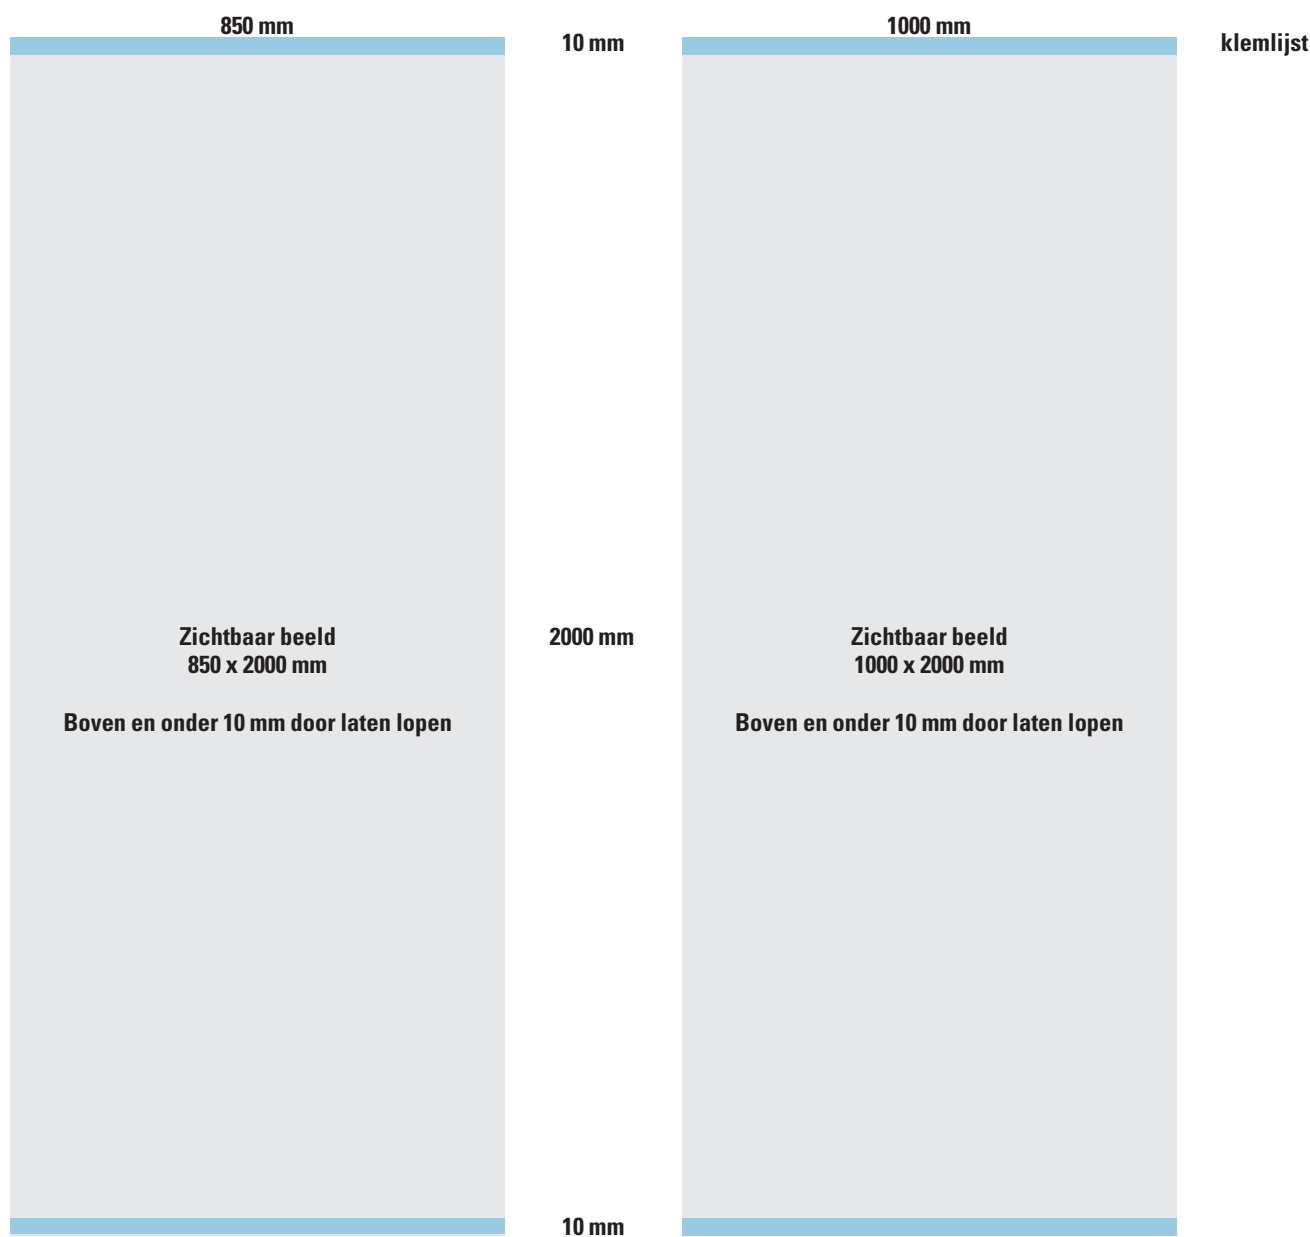 850 mm
10 mm
1000 mm
klemlijst
Zichtbaar beeld
850 x 2000 mm
Boven en onder 10 mm door laten lopen
2000 mm
Zichtbaar beeld
1000 x 2000 mm
Boven en onder 10 mm door laten lopen
10 mm